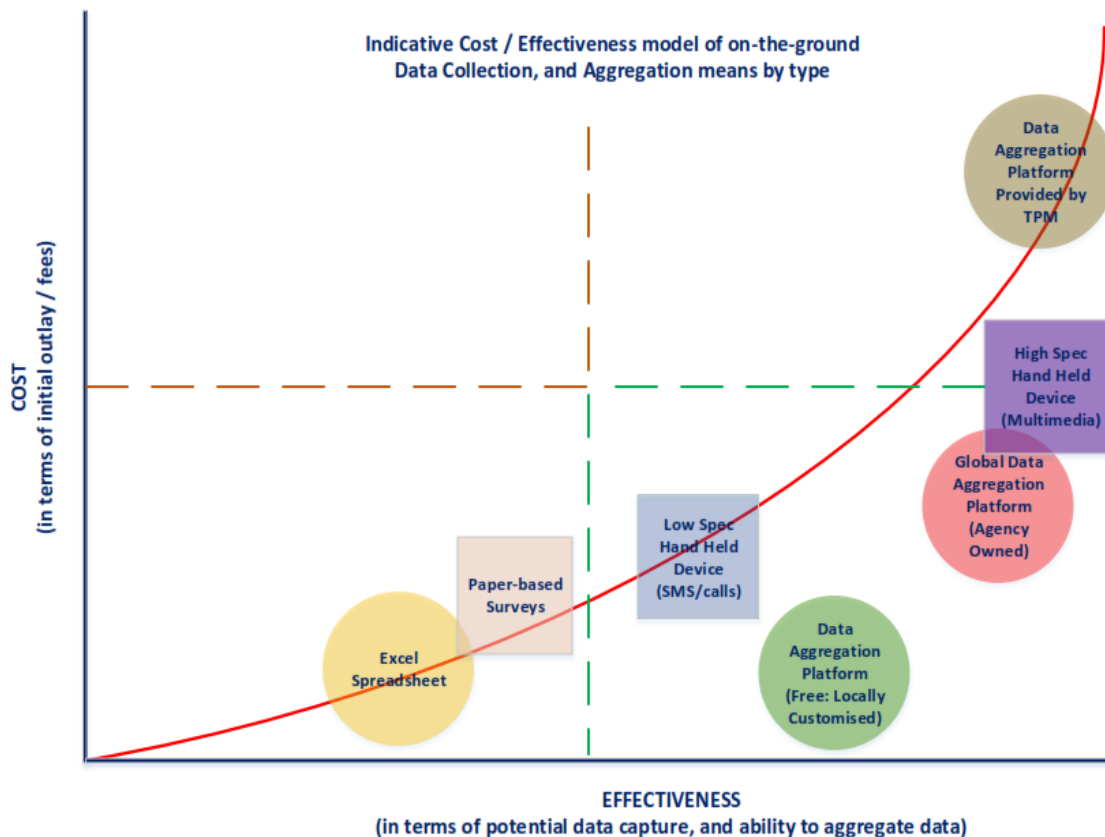 Indicative Cost / Effectiveness model of on-the-ground
Data Collection, and Aggregation means by type
Data
Aggregation
Platform
Provided by
TPM
COST
(in terms of initial outlay / fees)
High Spec
Hand Held
Device
(Multimedia)
Global Data
Aggregation
Platform
(Agency
Owned)
Low Spec
Hand Held
Device
(SMS/calls)
Paper-based
Surveys
Excel
Spreadsheet
Data
Aggregation
Platform
(Free: Locally
Customised)
EFFECTIVENESS
(in terms of potential data capture, and ability to aggregate data)